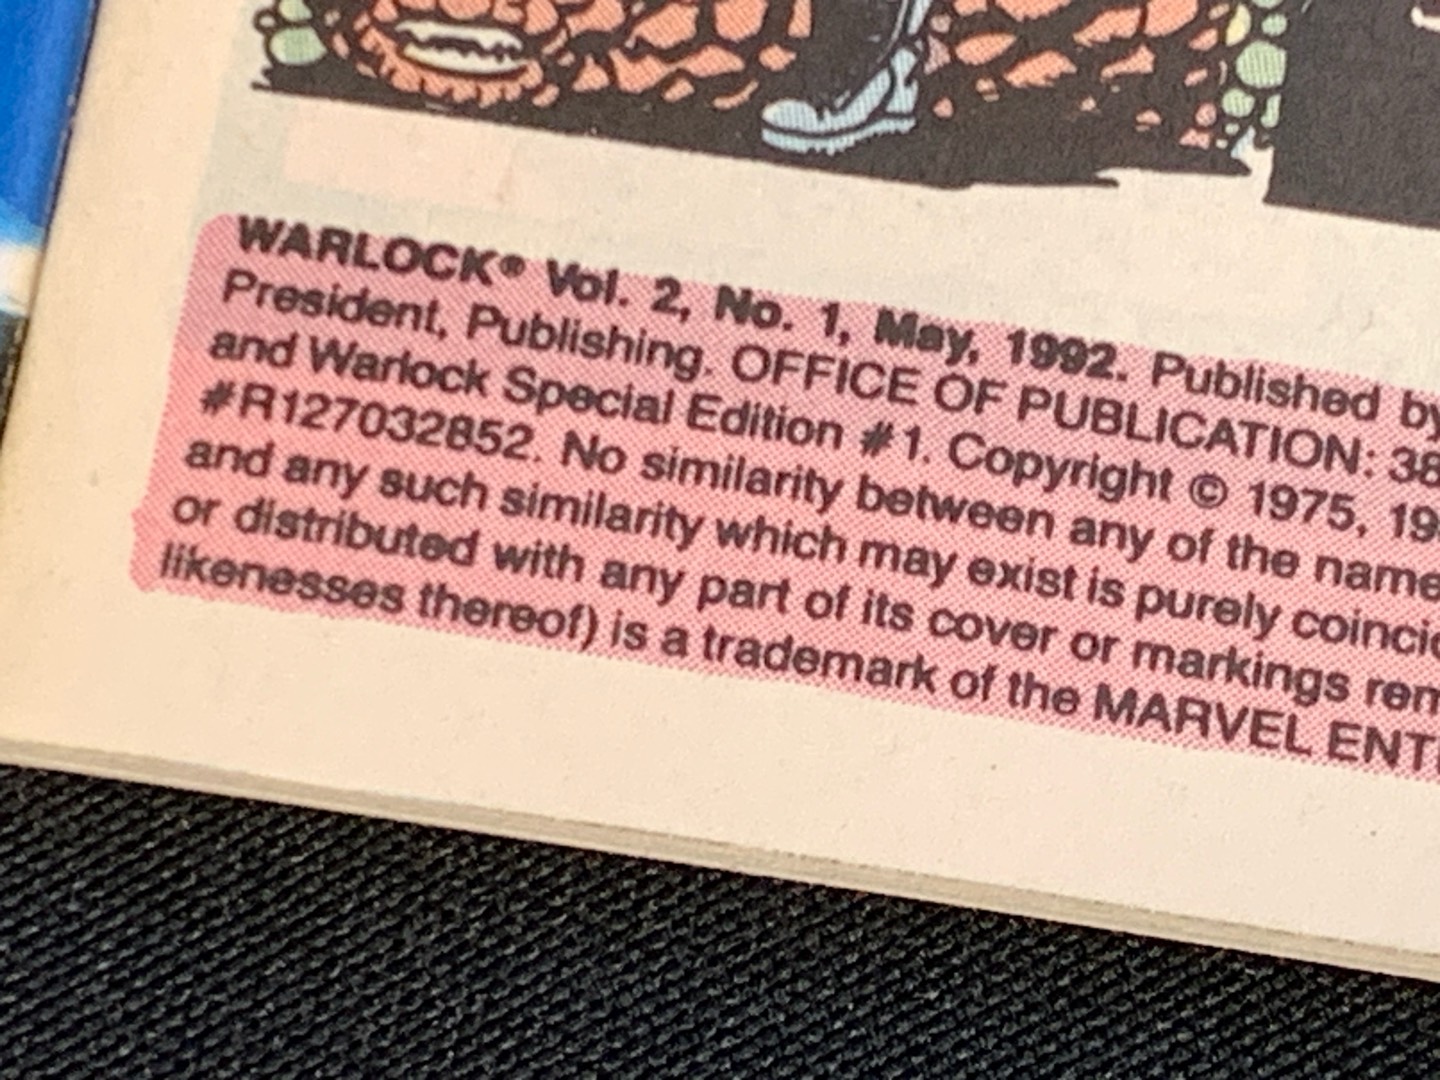 WARLOCK® Vol. 2, No. 1, May, 1992. Published by
President, Publishing. OFFICE OF PUBLICATION: 38
and Warlock Special Edition #1. Copyright © 1975, 19
#R127032852. No similarity between any of the name
and any such similarity which may exist is purely coinci
or distributed with any part of its cover or markings rem
likenesses thereof) is a trademark of the MARVEL ENT